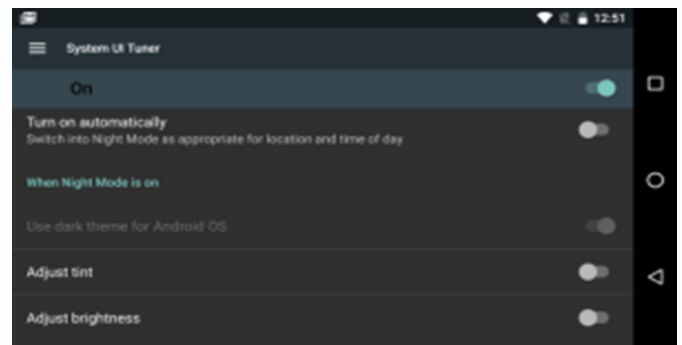 12:51
System UI Tuner
On
Turn on automatically
Switch into Night Mode as appropriate for location and time of day
When Night Mode is on
Use dark theme for Android OS
Adjust tint
Adjust brightness